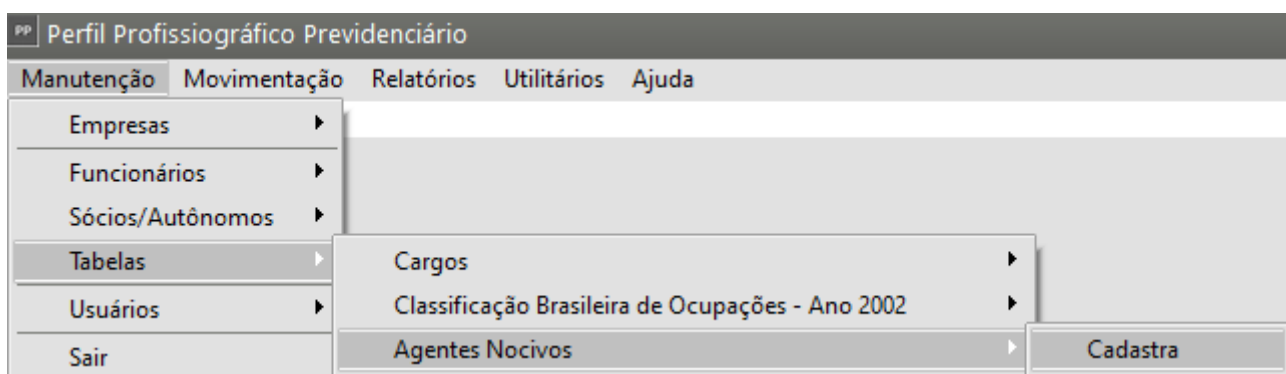 PP Perfil Profissiográfico Previdenciário
Manutenção Movimentação Relatórios Utilitários Ajuda
Empresas
Funcionários
Sócios/Autônomos
Tabelas
Cargos
Usuários
Classificação Brasileira de Ocupações - Ano 2002
Sair
Agentes Nocivos
Cadastra